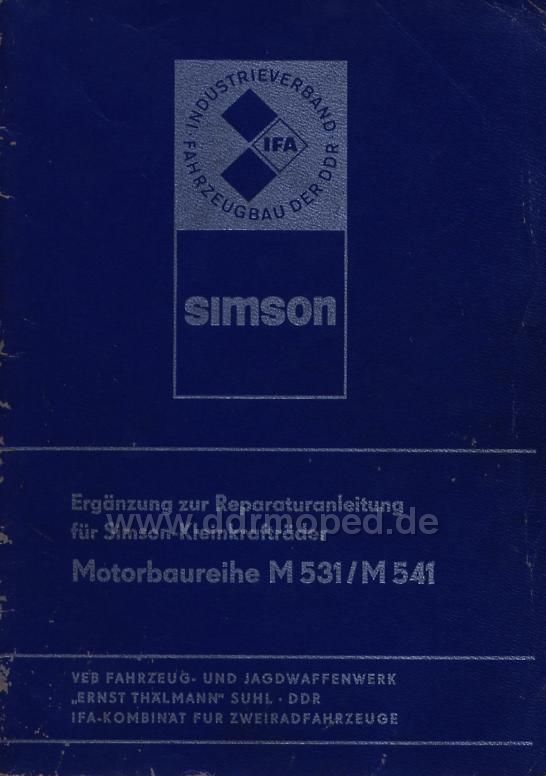 INDUSTRIEVERBAND
FAHRZEUGBAU DER DDR
IFA
simson
Ergänzung zur Reparaturanleitung
für Simson-Kleinkrafträder
www.ddrmoped.de
Motorbaureihe M 531/M 541
VEB FAHRZEUG- UND JAGDWAFFENWERK
„ERNST THÄLMANN" SUHL · DDR
IFA-KOMBINAT FÜR ZWEIRADFAHRZEUGE